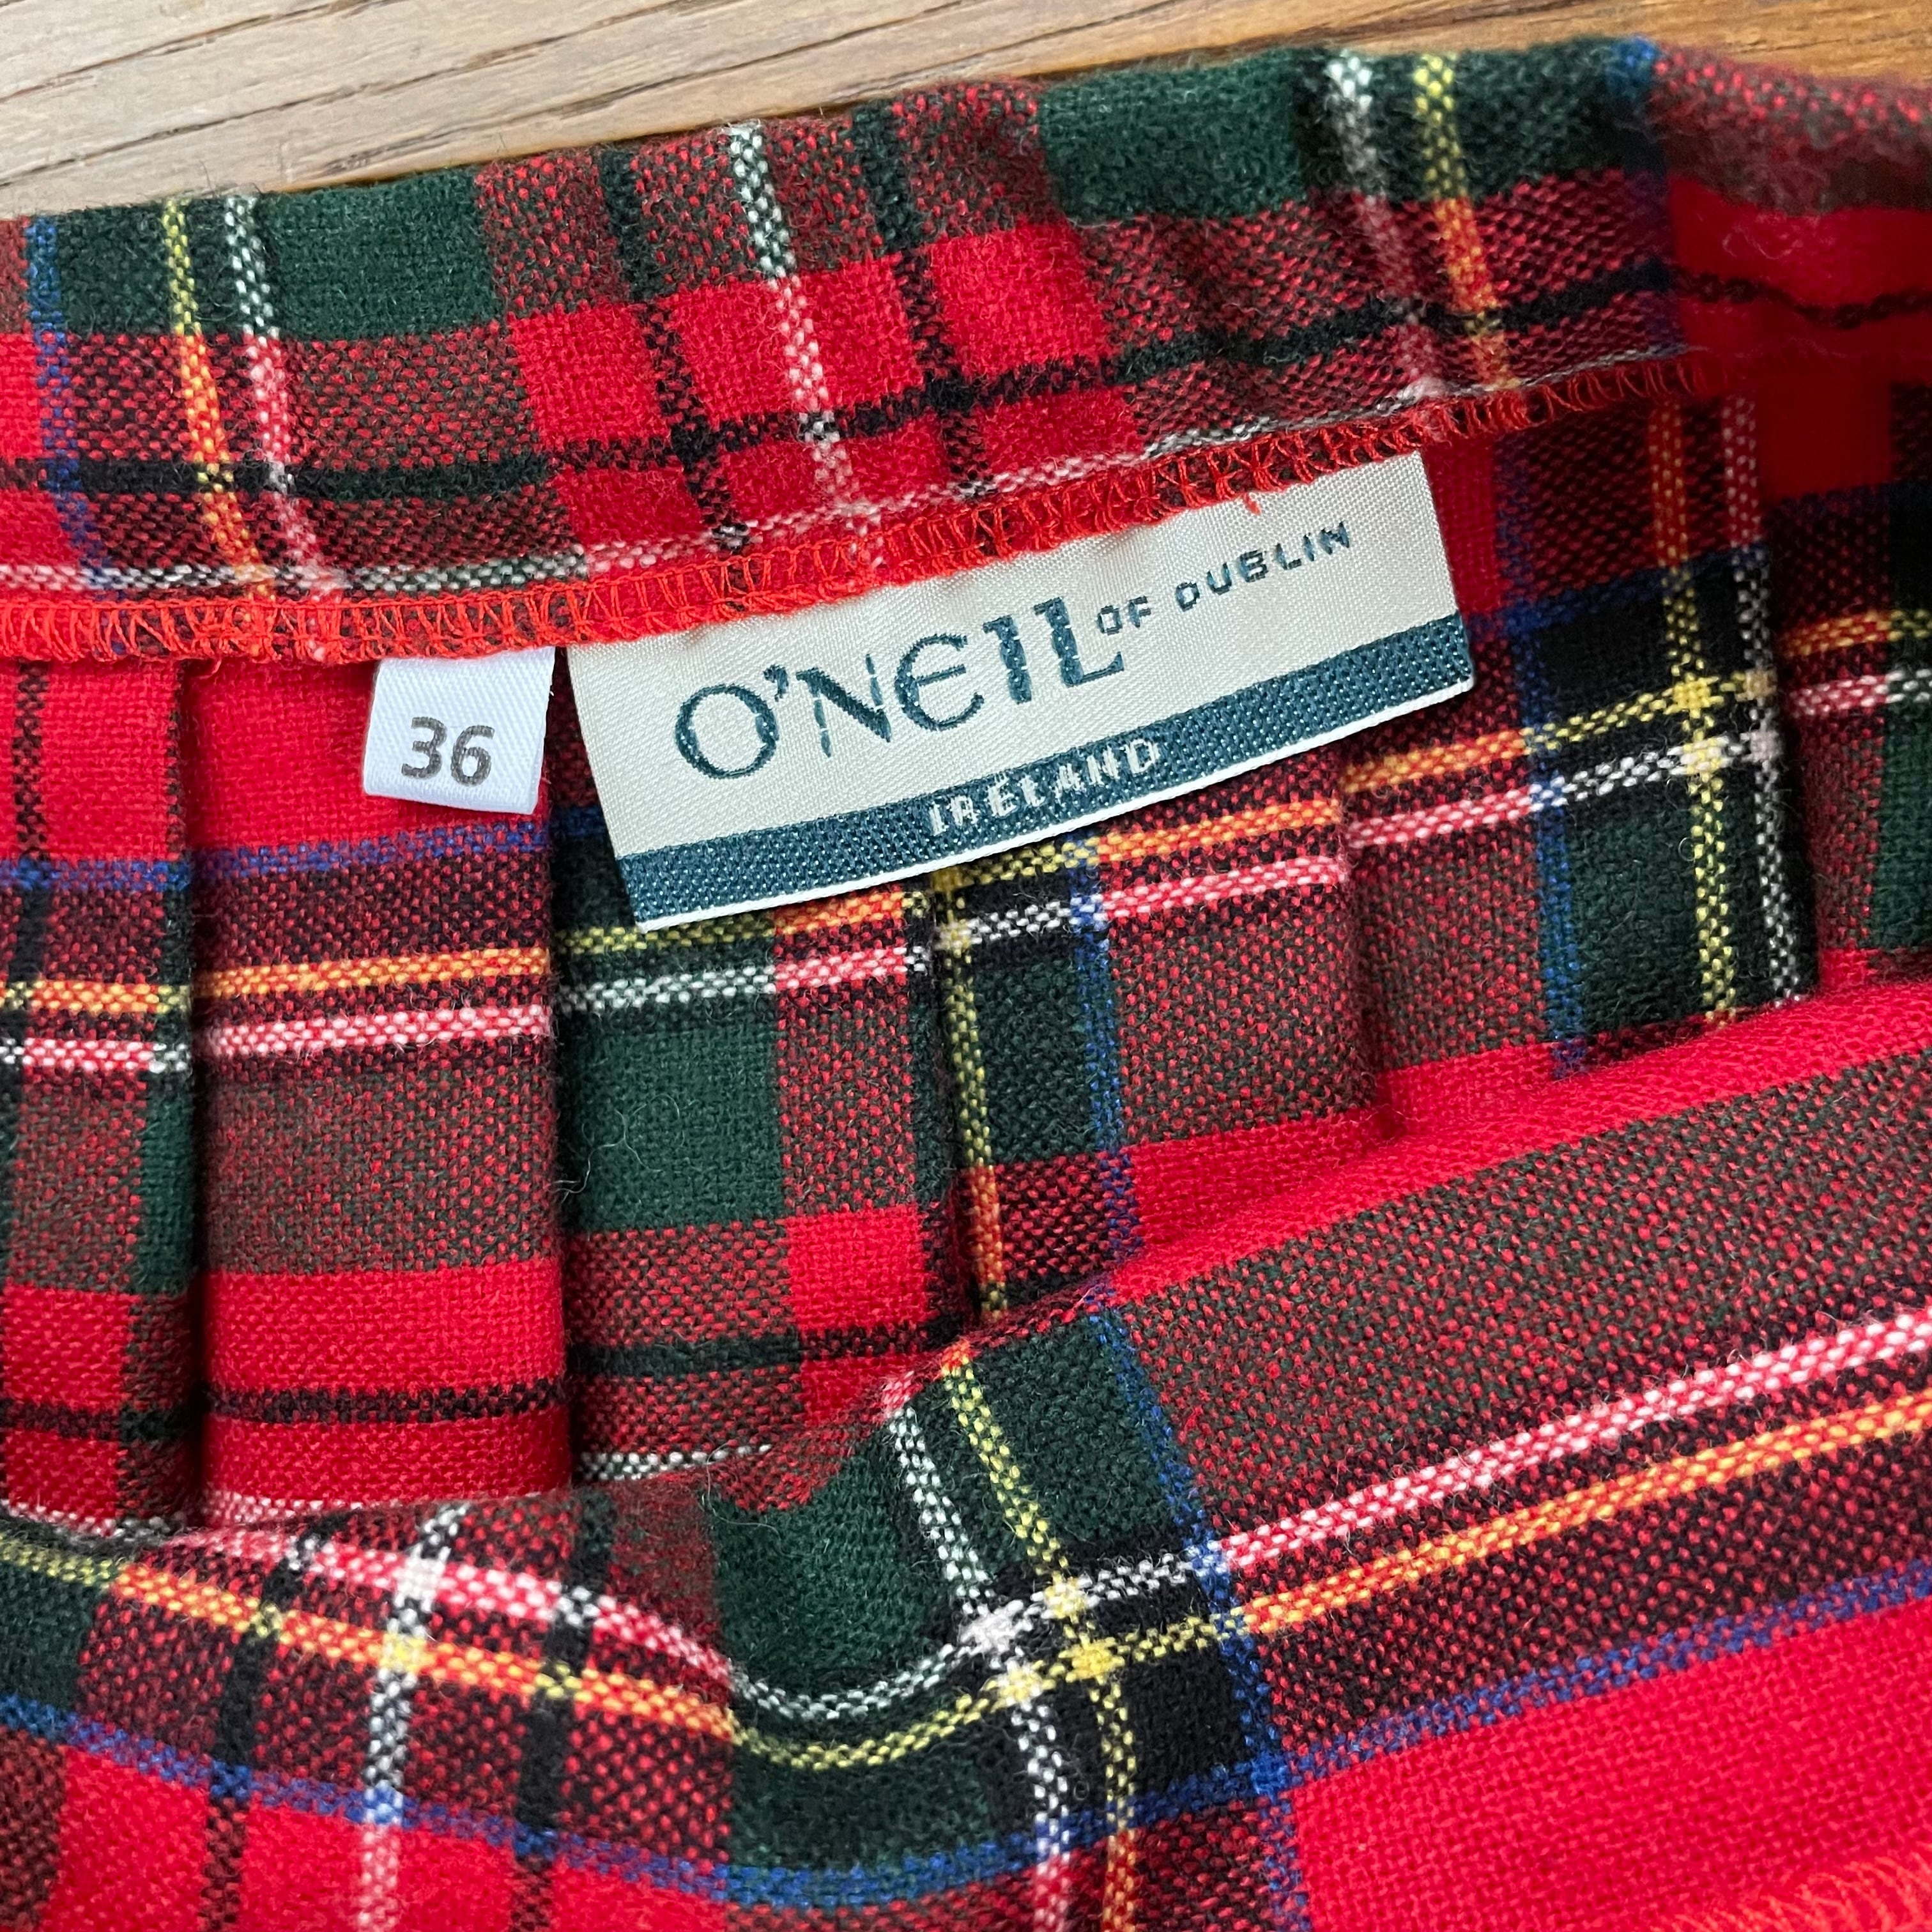 O'NEIL OF DUBLIN
IRELAND
36